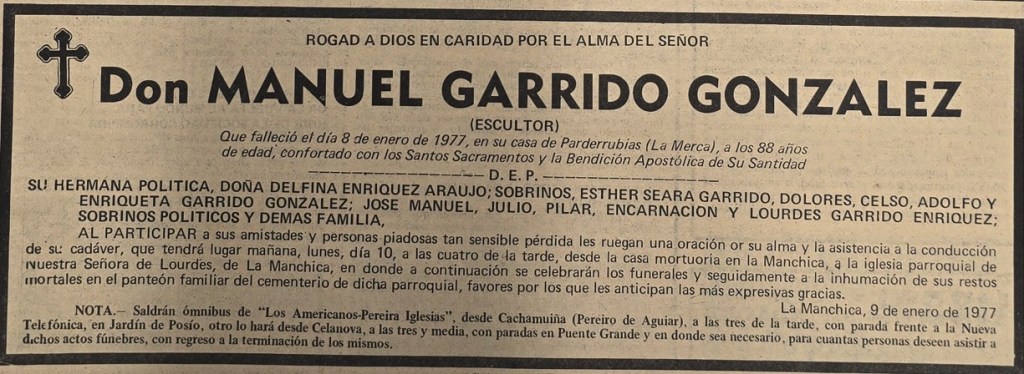 ROGAD A DIOS EN CARIDAD POR EL ALMA DEL SEÑOR
Don MANUEL GARRIDO GONZALEZ
(ESCULTOR)
Que falleció el día 8 de enero de 1977, en su casa de Parderrubias (La Merca), a los 88 años
de edad, confortado con los Santos Sacramentos y la Bendición Apostólica de Su Santidad
D. E. P.
SU HERMANA POLITICA, DOÑA DELFINA ENRIQUEZ ARAUJO; SOBRINOS, ESTHER SEARA GARRIDO, DOLORES, CELSO, ADOLFO Y
ENRIQUETA GARRIDO GONZALEZ; JOSE MANUEL, JULIO, PILAR, ENCARNACION Y LOURDES GARRIDO ENRIQUEZ;
SOBRINOS POLITICOS Y DEMAS FAMILIA,
AL PARTICIPAR a sus amistades y personas piadosas tan sensible pérdida les ruegan una oración or su alma y la asistencia a la conducción
de su cadáver, que tendrá lugar mañana, lunes, día 10, a las cuatro de la tarde, desde la casa mortuoria en La Manchica, a la iglesia parroquial de
Nuestra Señora de Lourdes, de La Manchica, en donde a continuación se celebrarán los funerales y seguidamente a la inhumación de sus restos
mortales en el panteón familiar del cementerio de dicha parroquial, favores por los que les anticipan las más expresivas gracias.
La Manchica, 9 de enero de 1977
NOTA.— Saldrán ómnibus de "Los Americanos-Pereira Iglesias", desde Cachamuiña (Pereiro de Aguiar), a las tres de la tarde, con parada frente a la Nueva
Telefónica, en Jardín de Posío, otro lo hará desde Celanova, a las tres y media, con paradas en Puente Grande y en donde sea necesario, para cuantas personas deseen asistir a
dichos actos fúnebres, con regreso a la terminación de los mismos.